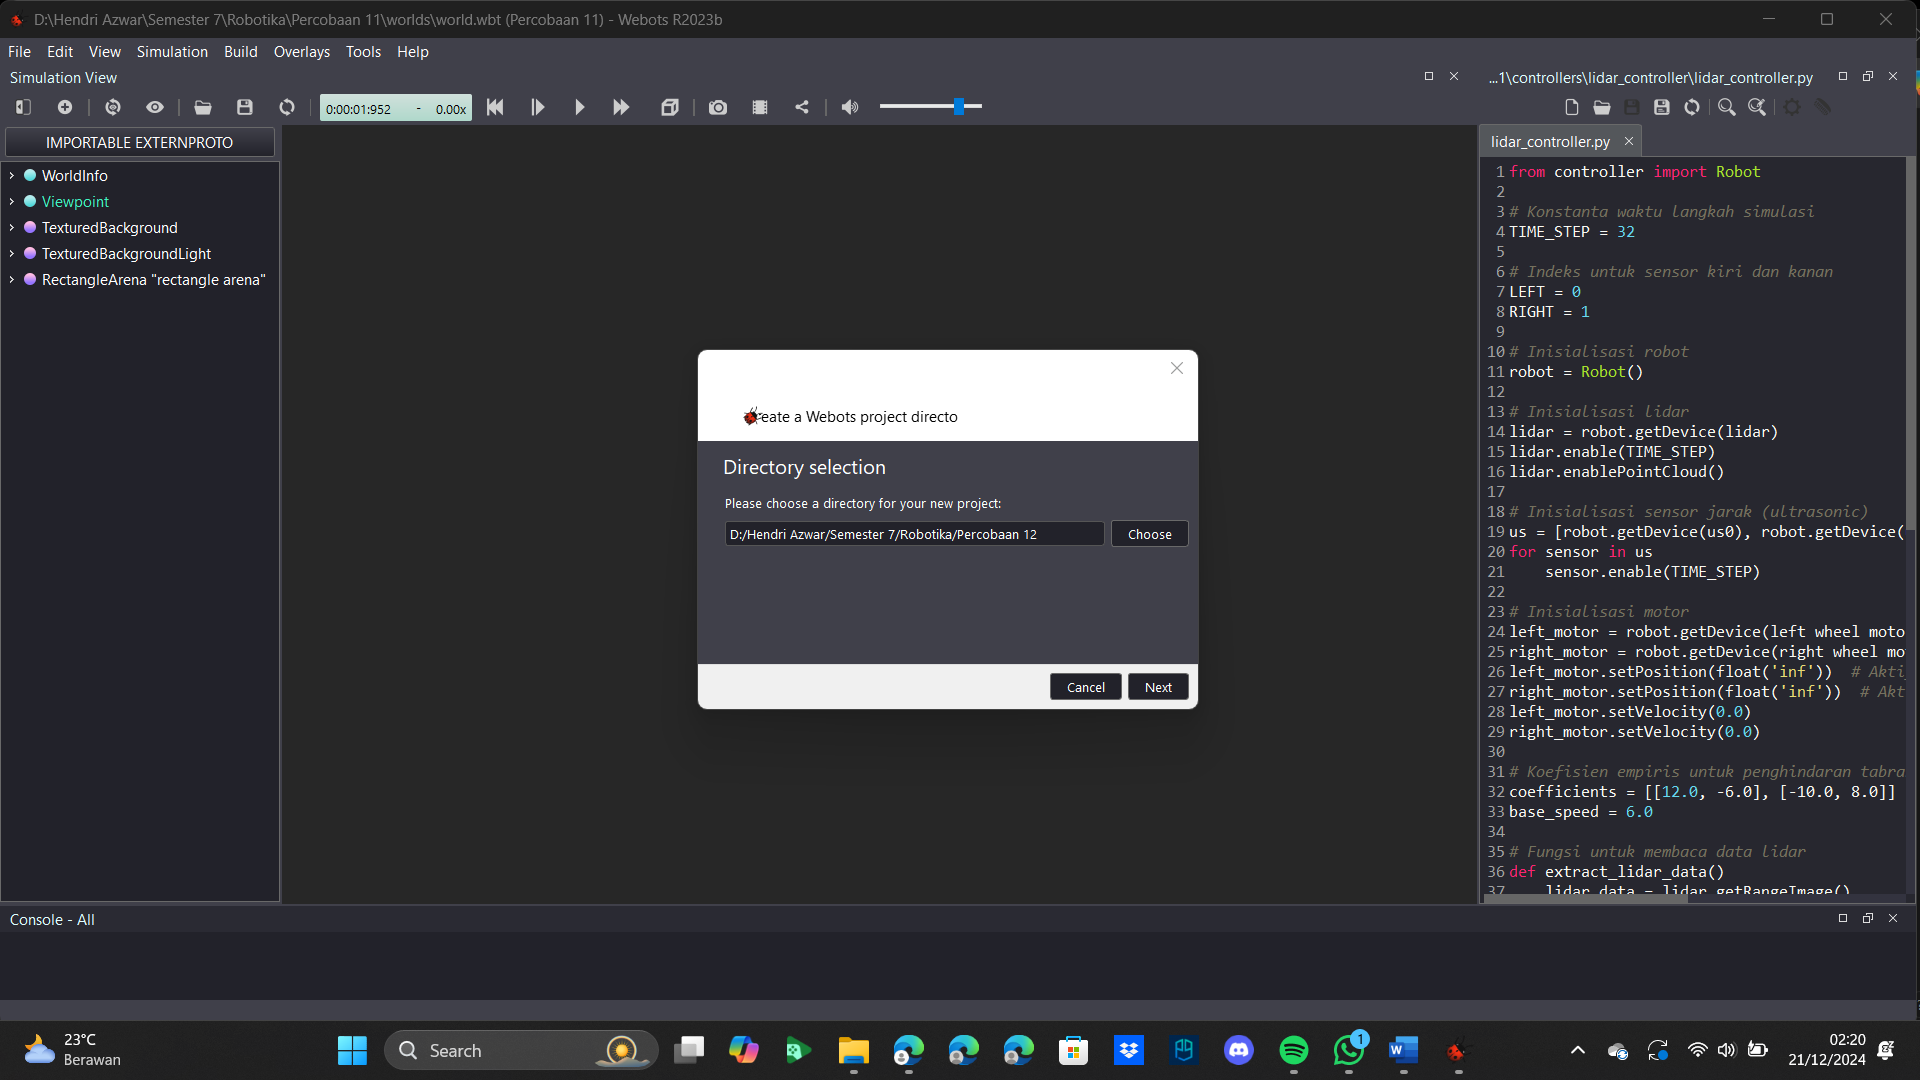 D:\Hendri Azwar\Semester 7\Robotika\Percobaan 11\worlds\world.wbt (Percobaan 11) - Webots R2023b
File Edit View Simulation Build Overlays Tools Help
Simulation View
...1\controllers\lidar_controller\lidar_controller.py
0:00:01:952 - 0.00x
IMPORTABLE EXTERNPROTO
WorldInfo
Viewpoint
TexturedBackground
TexturedBackgroundLight
RectangleArena "rectangle arena"
eate a Webots project directo
Directory selection
Please choose a directory for your new project:
D:/Hendri Azwar/Semester 7/Robotika/Percobaan 12
Choose
Cancel Next
lidar_controller.py
1 from controller import Robot
2
3 # Konstanta waktu langkah simulasi
4 TIME_STEP = 32
5
6 # Indeks untuk sensor kiri dan kanan
7 LEFT = 0
8 RIGHT = 1
9
10 # Inisialisasi robot
11 robot = Robot()
12
13 # Inisialisasi lidar
14 lidar = robot.getDevice(lidar)
15 lidar.enable(TIME_STEP)
16 lidar.enablePointCloud()
17
18 # Inisialisasi sensor jarak (ultrasonic)
19 us = [robot.getDevice(us0), robot.getDevice(
20 for sensor in us
21     sensor.enable(TIME_STEP)
22
23 # Inisialisasi motor
24 left_motor = robot.getDevice(left wheel moto
25 right_motor = robot.getDevice(right wheel mo
26 left_motor.setPosition(float('inf'))  # Akti
27 right_motor.setPosition(float('inf'))  # Akt
28 left_motor.setVelocity(0.0)
29 right_motor.setVelocity(0.0)
30
31 # Koefisien empiris untuk penghindaran tabra
32 coefficients = [[12.0, -6.0], [-10.0, 8.0]]
33 base_speed = 6.0
34
35 # Fungsi untuk membaca data lidar
36 def extract_lidar_data()
37     lidar_data = lidar.getRangeImage()
Console - All
23°C
Berawan
Search
1
02:20
21/12/2024